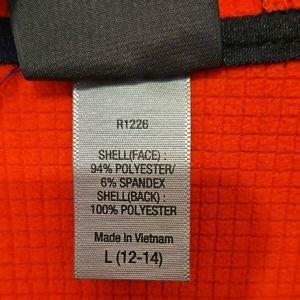 R1226
SHELL(FACE) :
94% POLYESTER/
6% SPANDEX
SHELL(BACK) :
100% POLYESTER
Made in Vietnam
L (12-14)